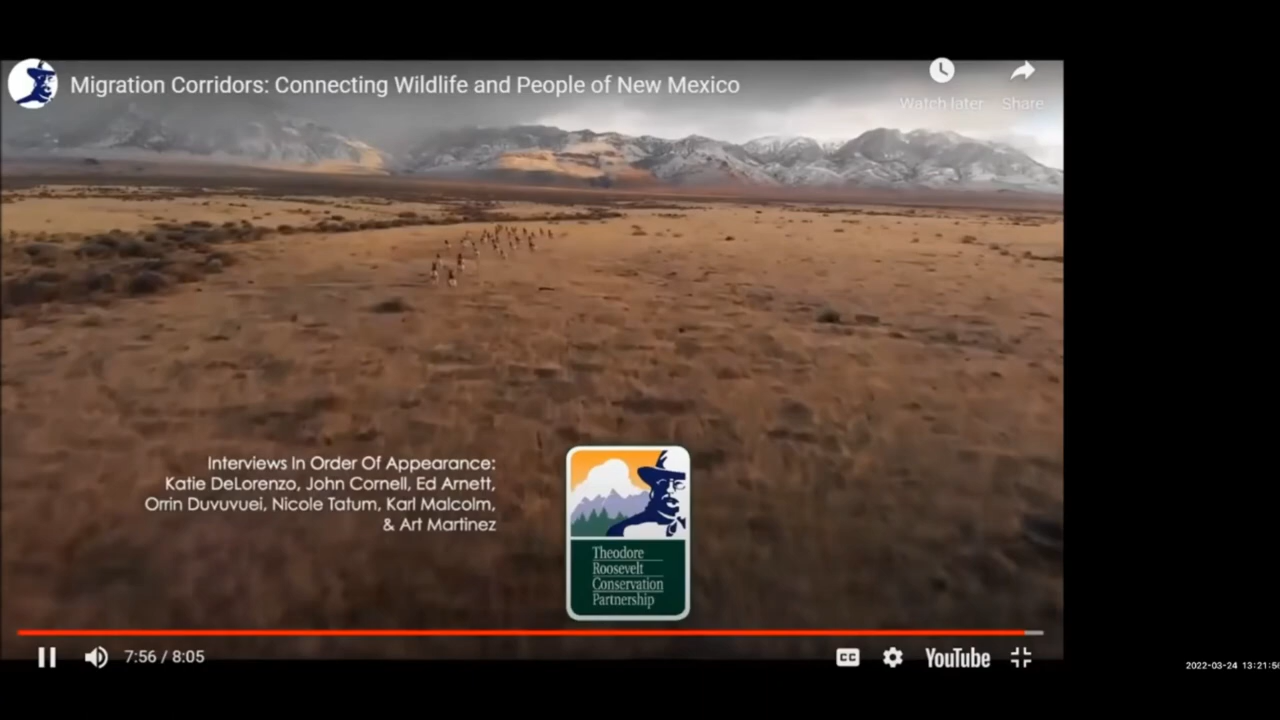 Migration Corridors: Connecting Wildlife and People of New Mexico
Watch later
Share
Interviews In Order Of Appearance:
Katie DeLorenzo, John Cornell, Ed Arnett,
Orrin Duvuvuei, Nicole Tatum, Karl Malcolm,
& Art Martinez
Theodore
Roosevelt
Conservation
Partnership
7:56 / 8:05
CC
YouTube
2022-03-24 13:21:56